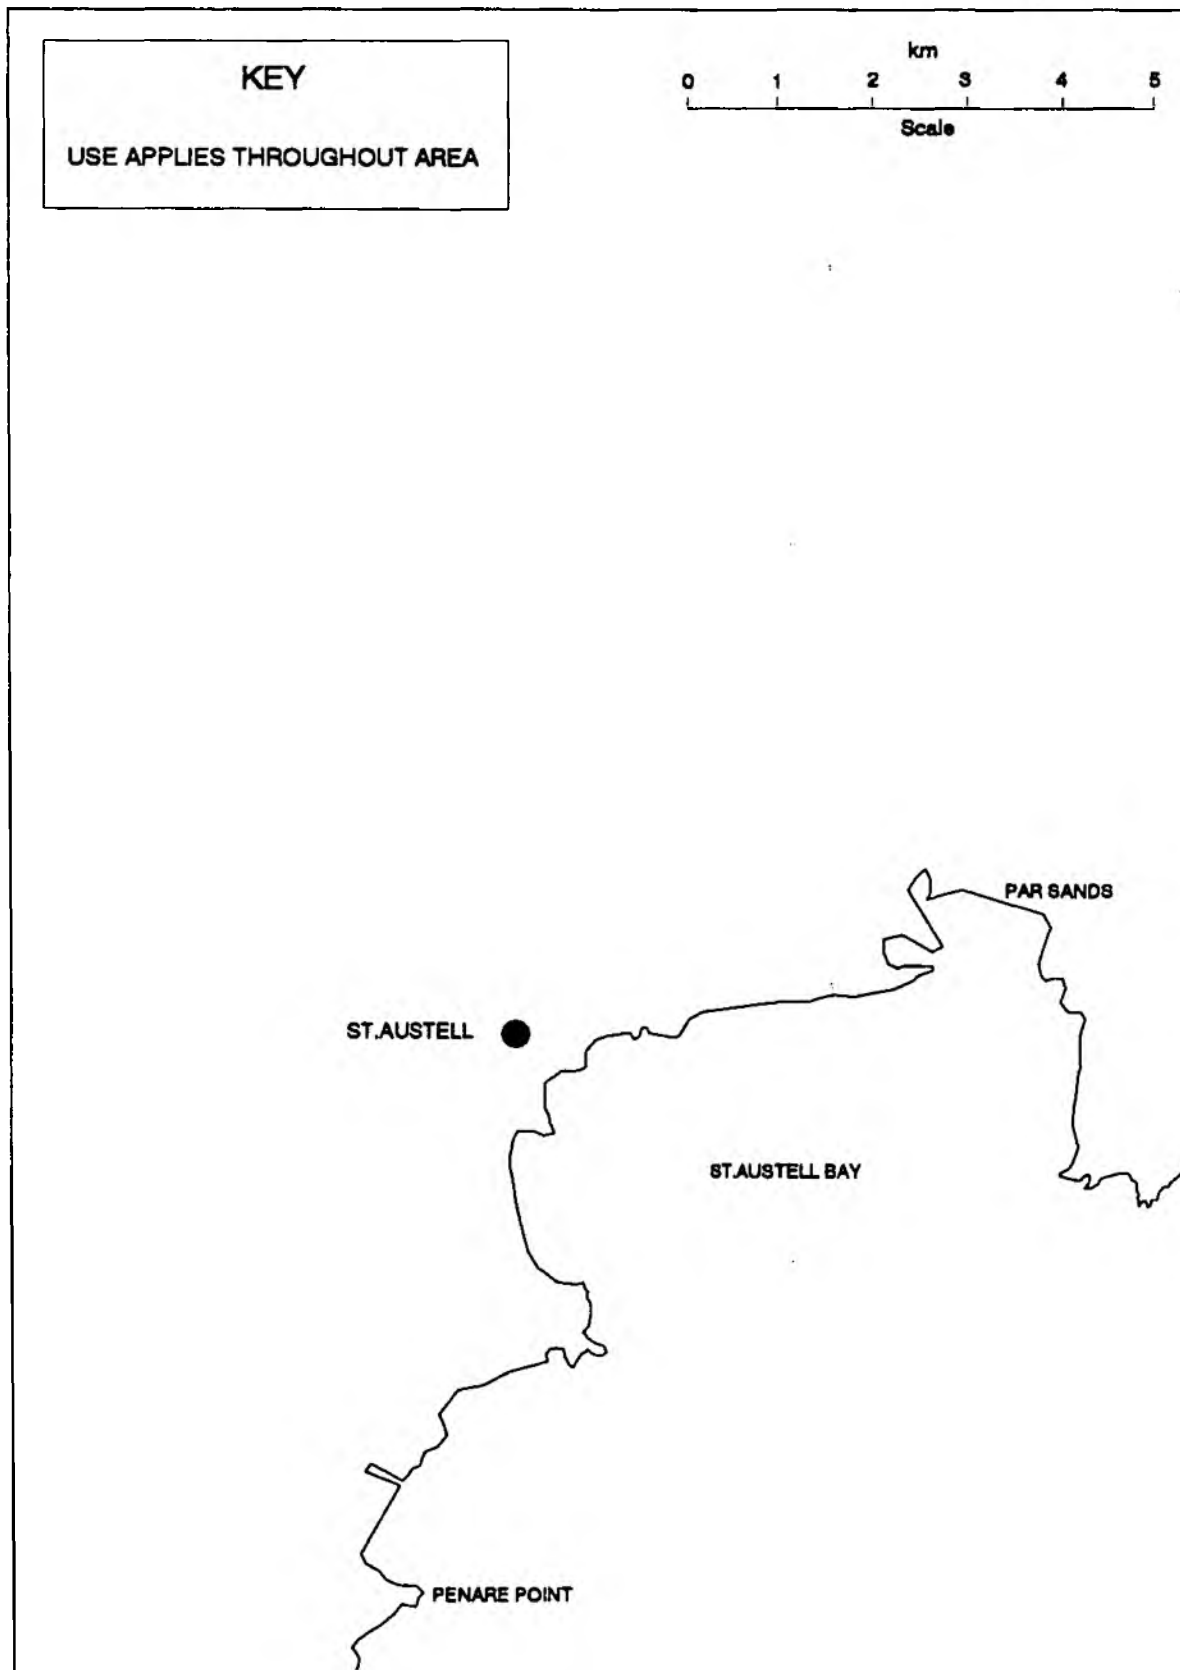 KEY
USE APPLIES THROUGHOUT AREA
km
0 1 2 3 4 5
Scale
PAR SANDS
ST.AUSTELL
ST.AUSTELL BAY
PENARE POINT